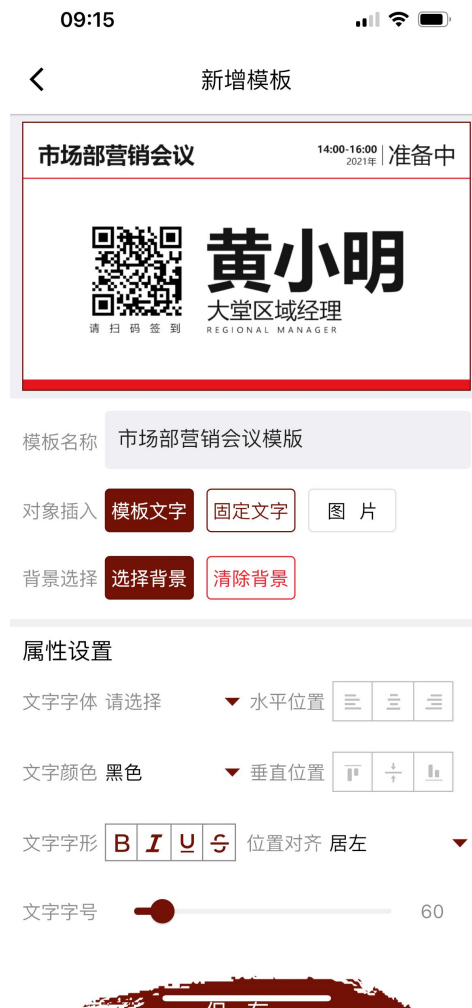 09:15
新增模板
市场部营销会议
14:00-16:00
2021年
准备中
黄小明
大堂区域经理
REGIONAL MANAGER
请扫码签到
模板名称 市场部营销会议模版
对象插入 模板文字 固定文字 图 片
背景选择 选择背景 清除背景
属性设置
文字字体 请选择 水平位置
文字颜色 黑色 垂直位置
文字字形 B I U S 位置对齐 居左
文字字号 60
保 存